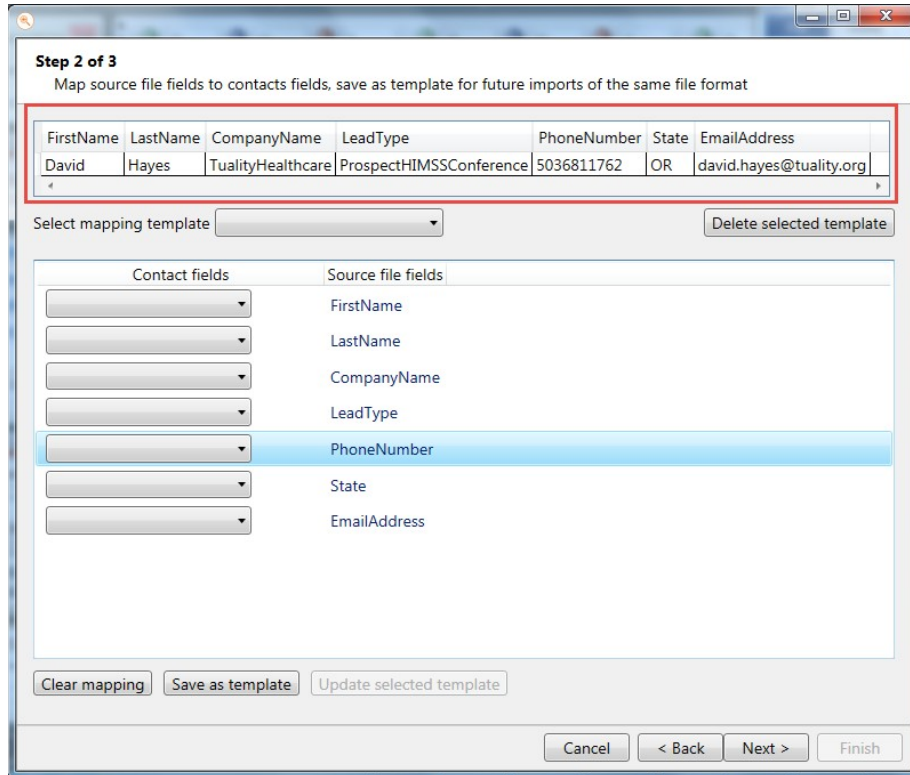 Step 2 of 3
Map source file fields to contacts fields, save as template for future imports of the same file format
FirstName LastName CompanyName LeadType PhoneNumber State EmailAddress
David Hayes TualityHealthcare ProspectHIMSSConference 5036811762 OR david.hayes@tuality.org
Select mapping template Delete selected template
Contact fields Source file fields
FirstName
LastName
CompanyName
LeadType
PhoneNumber
State
EmailAddress
Clear mapping Save as template Update selected template
Cancel < Back Next > Finish